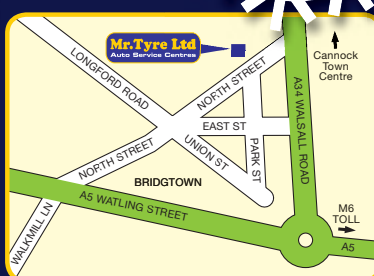 Mr.Tyre Ltd
Auto Service Centres
Cannock
Town
Centre
LONGFORD ROAD
NORTH STREET
A34 WALSALL ROAD
EAST ST
PARK ST
UNION ST
NORTH STREET
BRIDGTOWN
A5 WATLING STREET
WALKMILL LN
M6
TOLL
A5